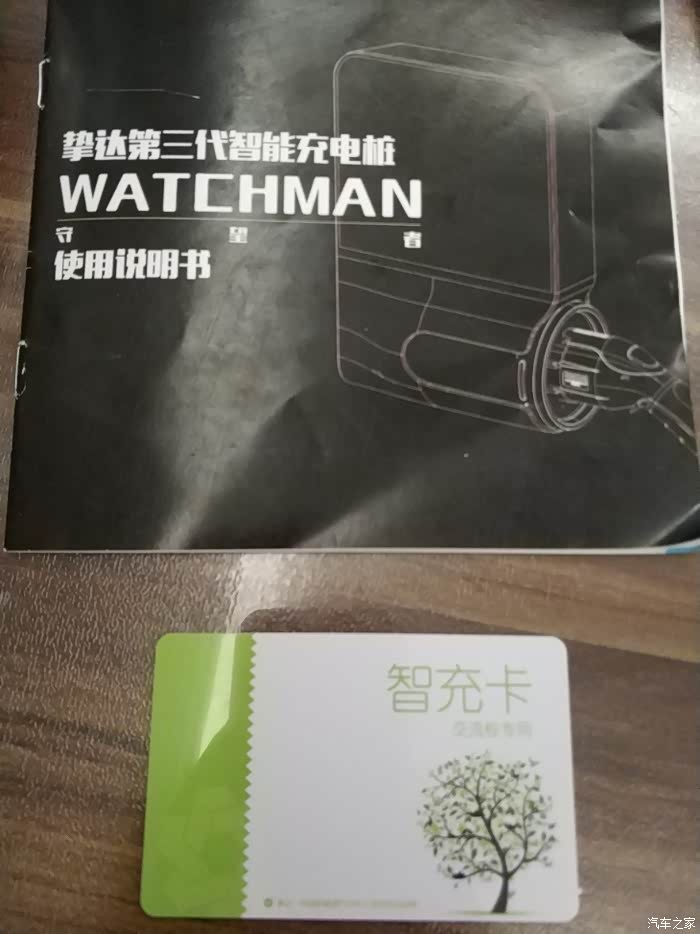 挚达第三代智能充电桩
WATCHMAN
守望者
使用说明书
智充卡
交流桩专用
汽车之家